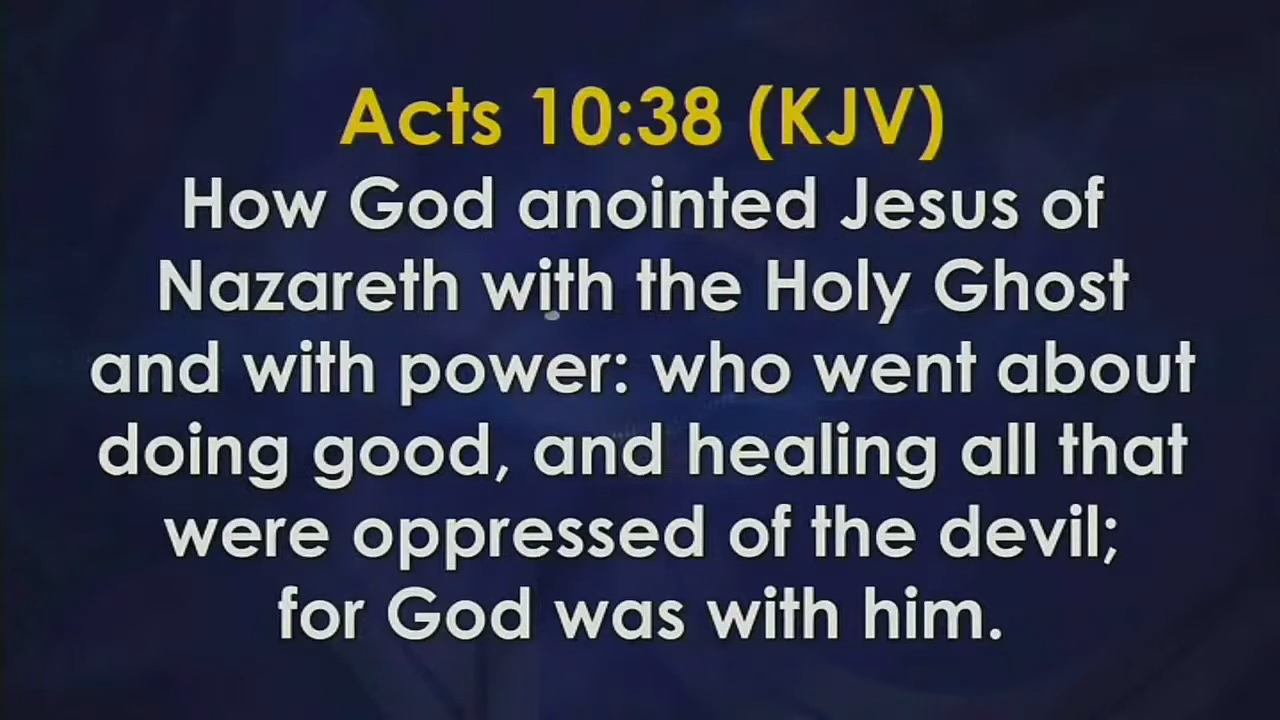 Acts 10:38 (KJV)
How God anointed Jesus of
Nazareth with the Holy Ghost
and with power: who went about
doing good, and healing all that
were oppressed of the devil;
for God was with him.